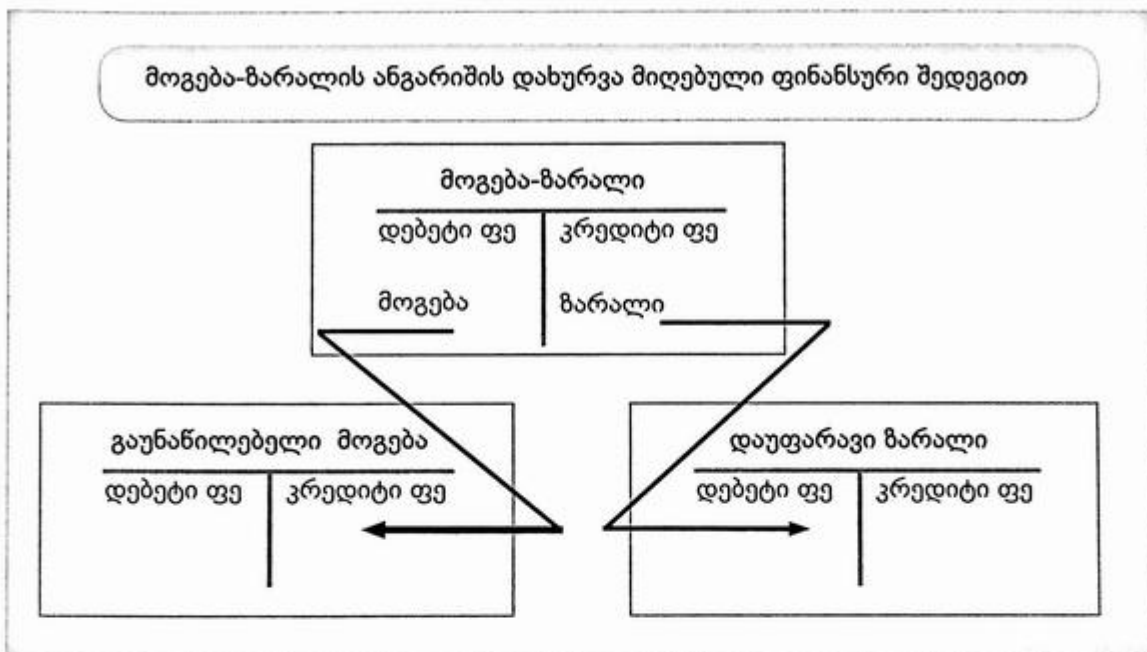 მოგება-ზარალის ანგარიშის დახურვა მიღებული ფინანსური შედეგით
მოგება-ზარალი
დებეტი ფე კრედიტი ფე
მოგება ზარალი
გაუნაწილებელი მოგება
დებეტი ფე კრედიტი ფე
დაუფარავი ზარალი
დებეტი ფე კრედიტი ფე